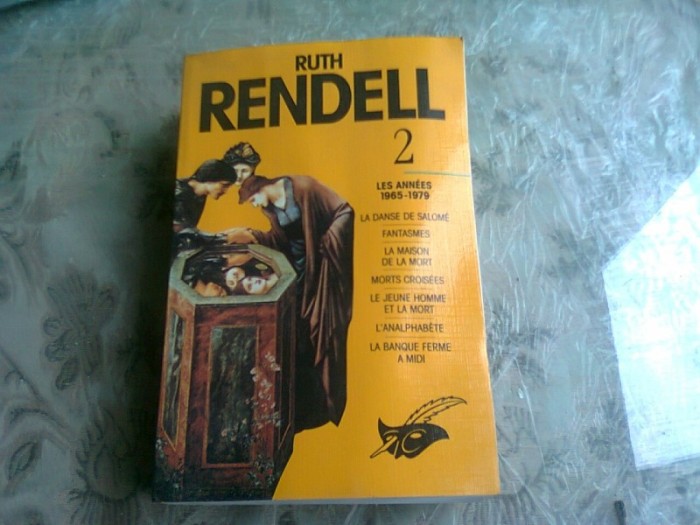 RUTH
RENDELL
2
LES ANNÉES
1965-1979
LA DANSE DE SALOMÉ
FANTASMES
LA MAISON
DE LA MORT
MORTS CROISÉES
LE JEUNE HOMME
ET LA MORT
L'ANALPHABÈTE
LA BANQUE FERME
A MIDI